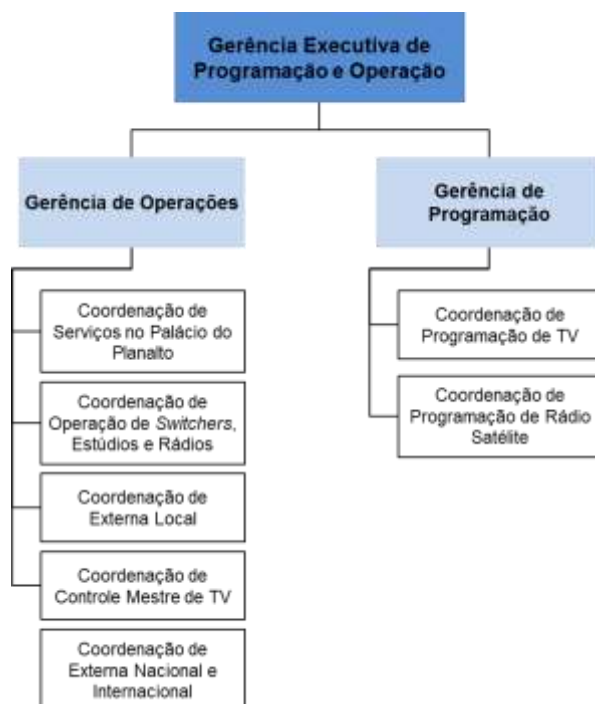 Gerência Executiva de
Programação e Operação
Gerência de Operações
Coordenação de
Serviços no Palácio do
Planalto
Coordenação de
Operação de Switchers,
Estúdios e Rádios
Coordenação de
Externa Local
Coordenação de
Controle Mestre de TV
Coordenação de
Externa Nacional e
Internacional
Gerência de
Programação
Coordenação de
Programação de TV
Coordenação de
Programação de Rádio
Satélite